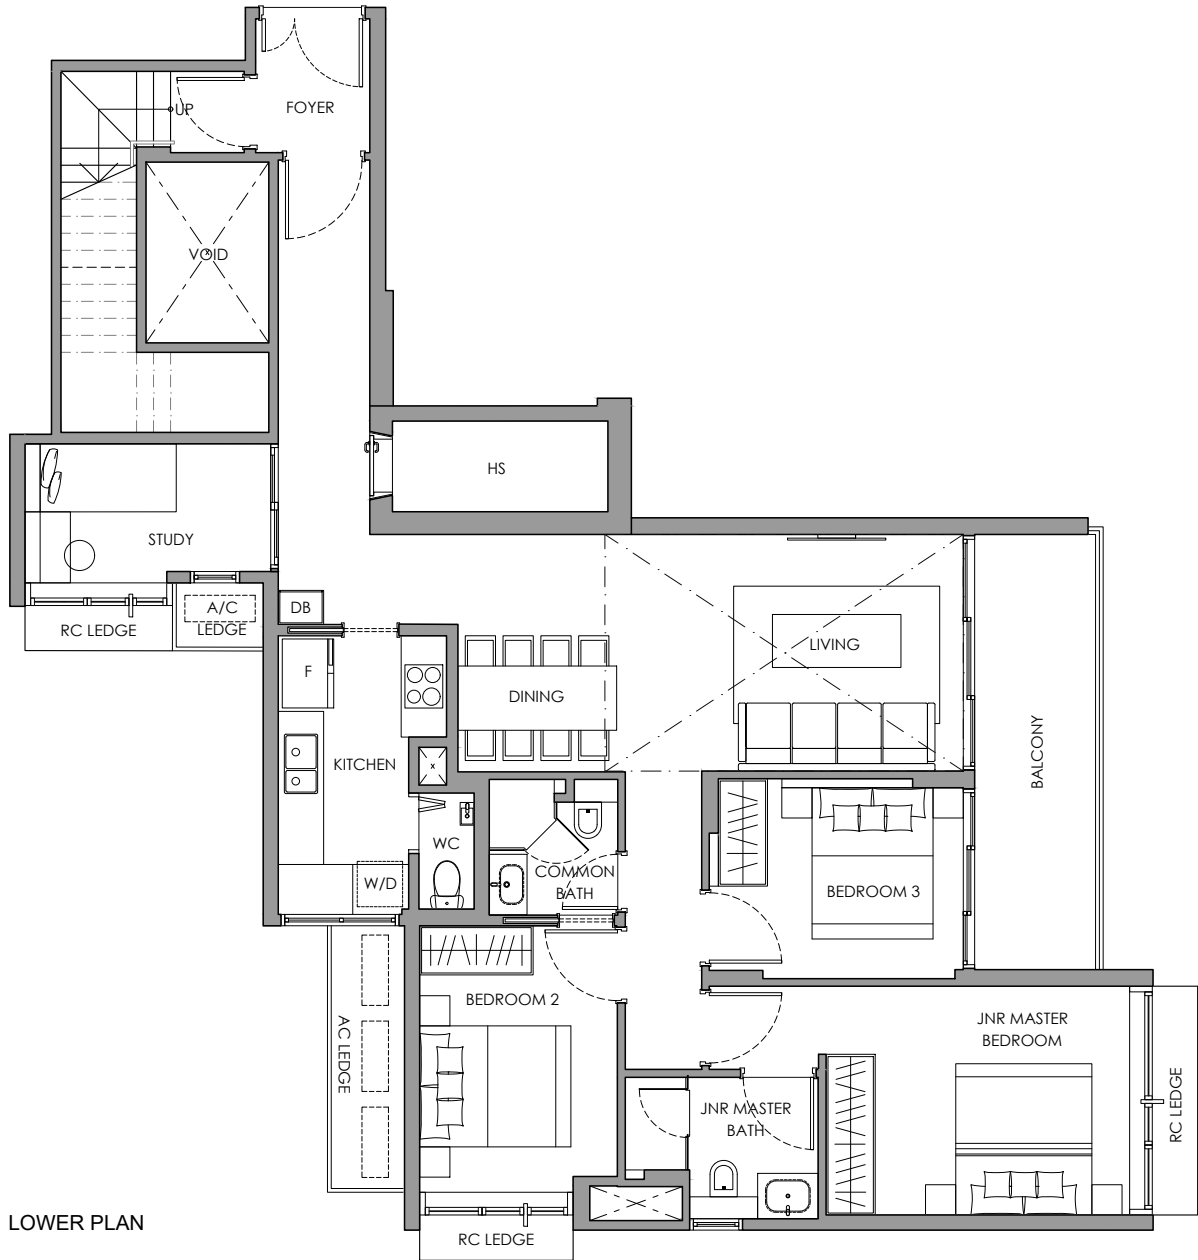 FOYER
UP
VOID
HS
STUDY
A/C
LEDGE
RC LEDGE
DB
F
LIVING
DINING
BALCONY
KITCHEN
WC
COMMON
BATH
W/D
BEDROOM 3
BEDROOM 2
JNR MASTER
BEDROOM
AC LEDGE
JNR MASTER
BATH
RC LEDGE
LOWER PLAN
RC LEDGE